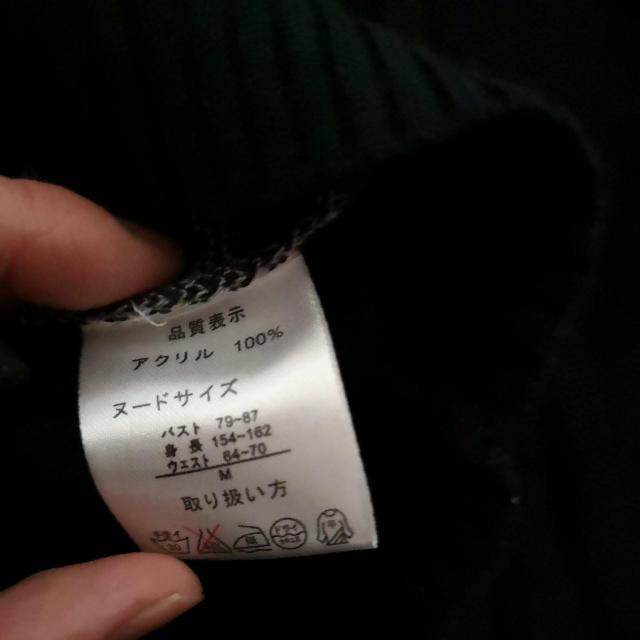 品質表示
アクリル 100%
ヌードサイズ
バスト 79-87
身長 154-162
ウェスト 64-70
M
取り扱い方